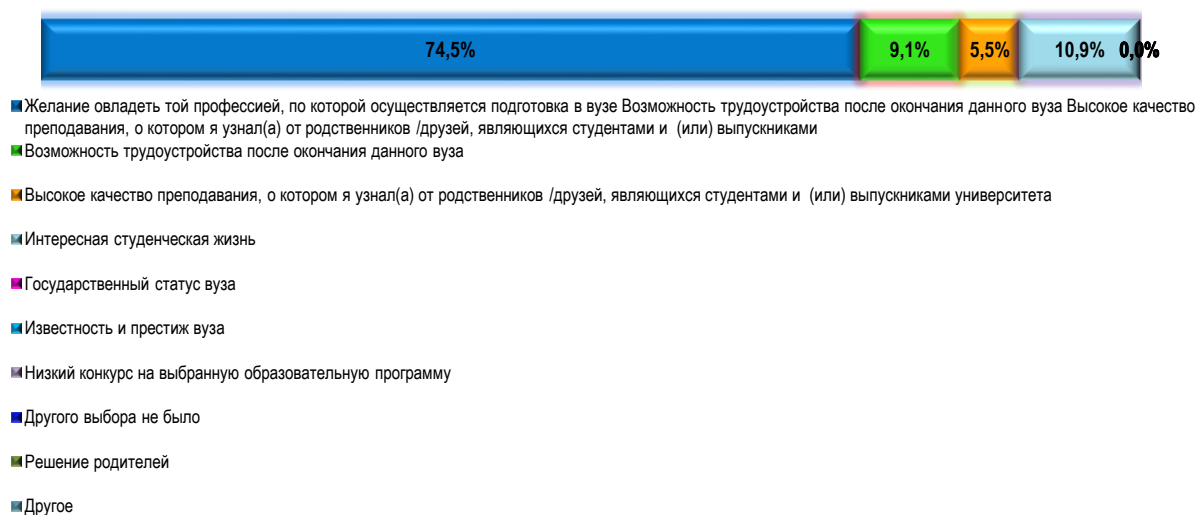 74,5% 9,1% 5,5% 10,9% 0,0%
Желание овладеть той профессией, по которой осуществляется подготовка в вузе Возможность трудоустройства после окончания данного вуза Высокое качество
преподавания, о котором я узнал(а) от родственников /друзей, являющихся студентами и (или) выпускниками
Возможность трудоустройства после окончания данного вуза
Высокое качество преподавания, о котором я узнал(а) от родственников /друзей, являющихся студентами и (или) выпускниками университета
Интересная студенческая жизнь
Государственный статус вуза
Известность и престиж вуза
Низкий конкурс на выбранную образовательную программу
Другого выбора не было
Решение родителей
Другое